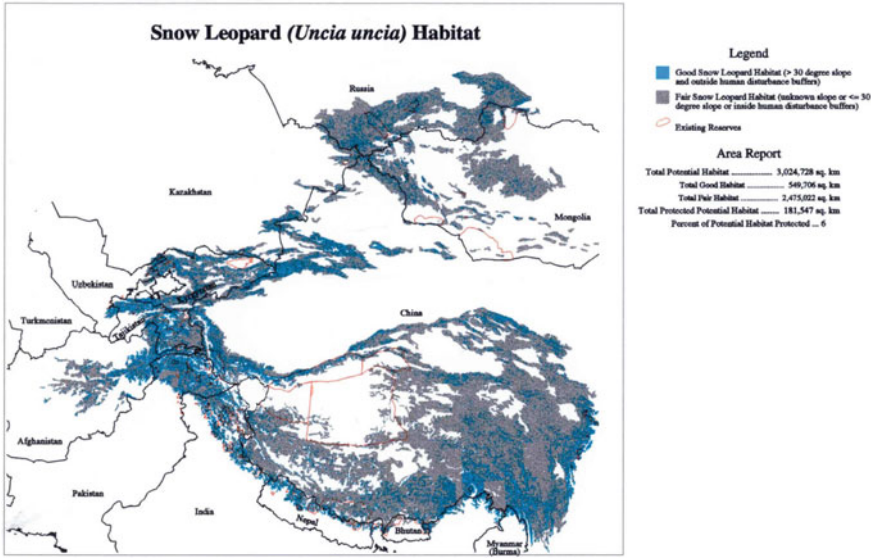 Snow Leopard (Uncia uncia) Habitat
Russia
Kazakhstan
Mongolia
Uzbekistan
Kyrgyzstan
Turkmonistan
Tajikistan
China
Afghanistan
Pakistan
India
Nepal
Bhutan
Myanmar
(Burma)
Legend
Good Snow Leopard Habitat (> 30 degree slope
and outside human disturbance buffers)
Fair Snow Leopard Habitat (unknown slope or <= 30
degree slope or inside human disturbance buffers)
Existing Reserves
Area Report
Total Potential Habitat ................ 3,024,728 sq. km
Total Good Habitat .............. 549,706 sq. km
Total Fair Habitat ............... 2,475,022 sq. km
Total Protected Potential Habitat ....... 181,547 sq. km
Percent of Potential Habitat Protected ... 6